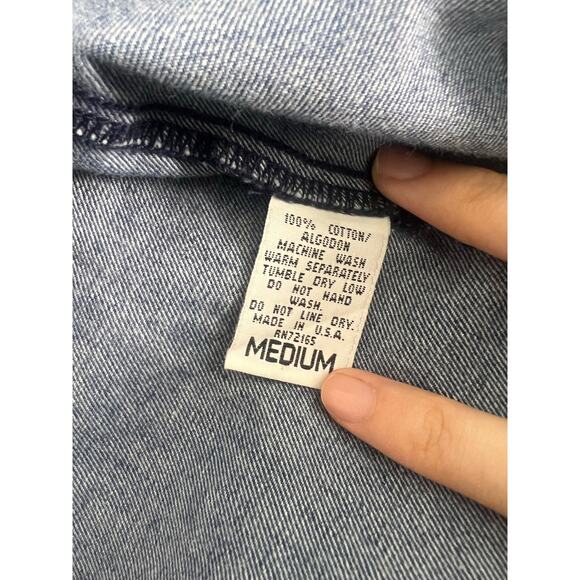 100% COTTON/
ALGODON
MACHINE WASH
WARM SEPARATELY
TUMBLE DRY LOW
DO NOT HAND
WASH.
DO NOT LINE DRY.
MADE IN U.S.A.
RN72165
MEDIUM